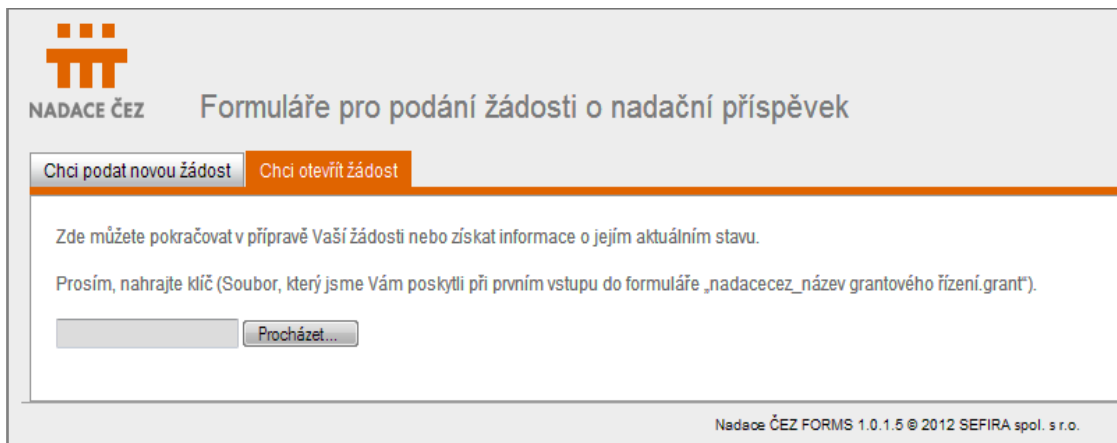 NADACE ČEZ
Formuláře pro podání žádosti o nadační příspěvek
Chci podat novou žádost
Chci otevřít žádost
Zde můžete pokračovat v přípravě Vaší žádosti nebo získat informace o jejím aktuálním stavu.
Prosím, nahrajte klíč (Soubor, který jsme Vám poskytli při prvním vstupu do formuláře „nadacecez_název grantového řízení.grant“).
Procházet...
Nadace ČEZ FORMS 1.0.1.5 © 2012 SEFIRA spol. s r.o.